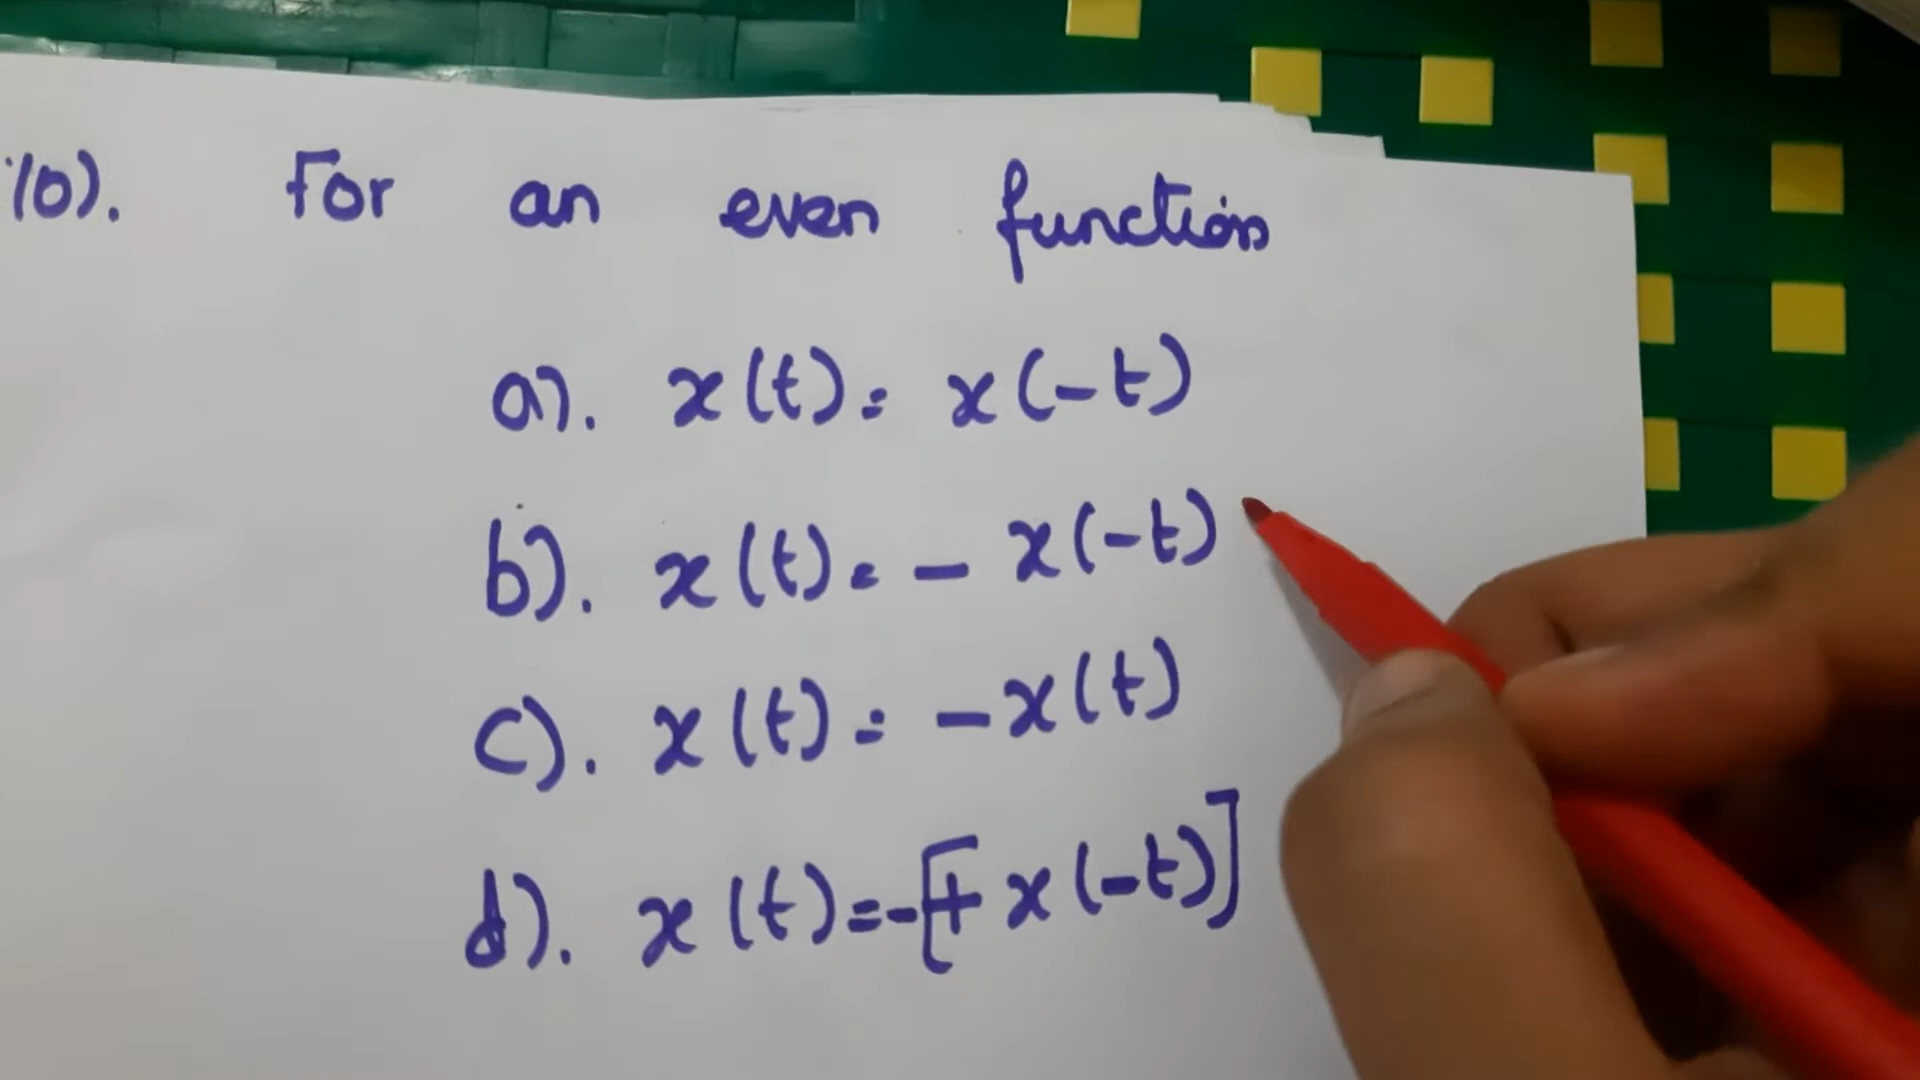 10). For an even function
a). x(t) = x(-t)
b). x(t) = - x(-t)
c). x(t) = -x(t)
d). x(t) = -[+ x(-t)]